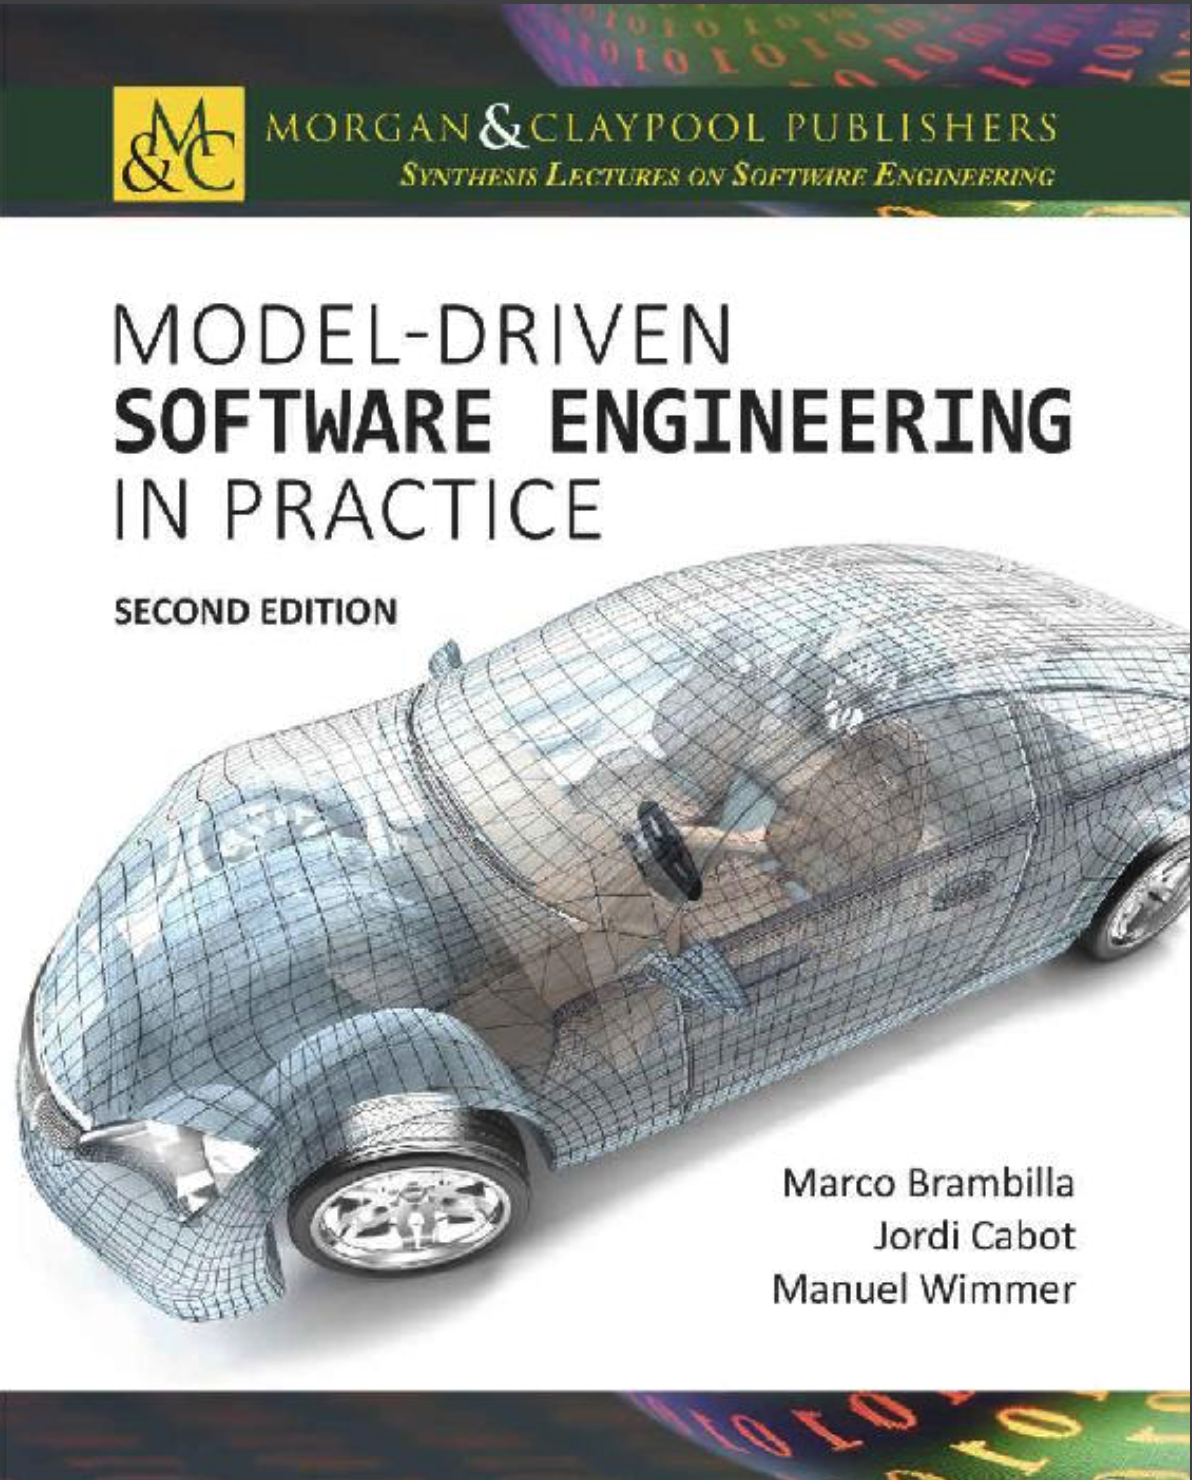 M
&C
MORGAN & CLAYPOOL PUBLISHERS
SYNTHESIS LECTURES ON SOFTWARE ENGINEERING
MODEL-DRIVEN
SOFTWARE ENGINEERING
IN PRACTICE
SECOND EDITION
Marco Brambilla
Jordi Cabot
Manuel Wimmer